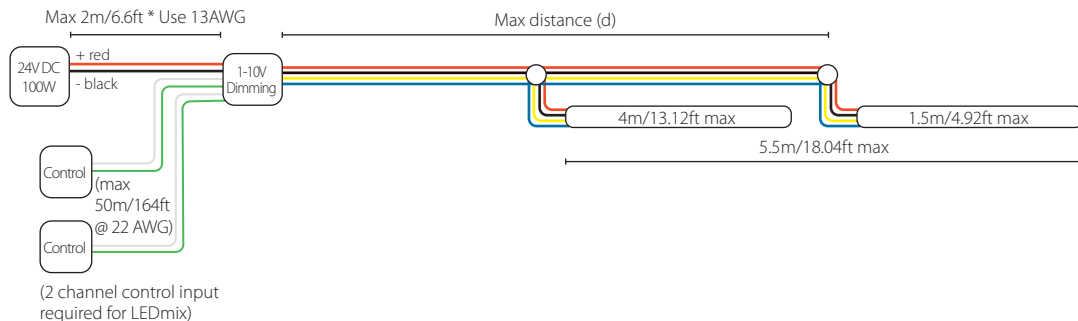 Max 2m/6.6ft * Use 13AWG
Max distance (d)
+ red
- black
24V DC
100W
1-10V
Dimming
4m/13.12ft max
1.5m/4.92ft max
5.5m/18.04ft max
Control
(max
50m/164ft
@ 22 AWG)
Control
(2 channel control input
required for LEDmix)